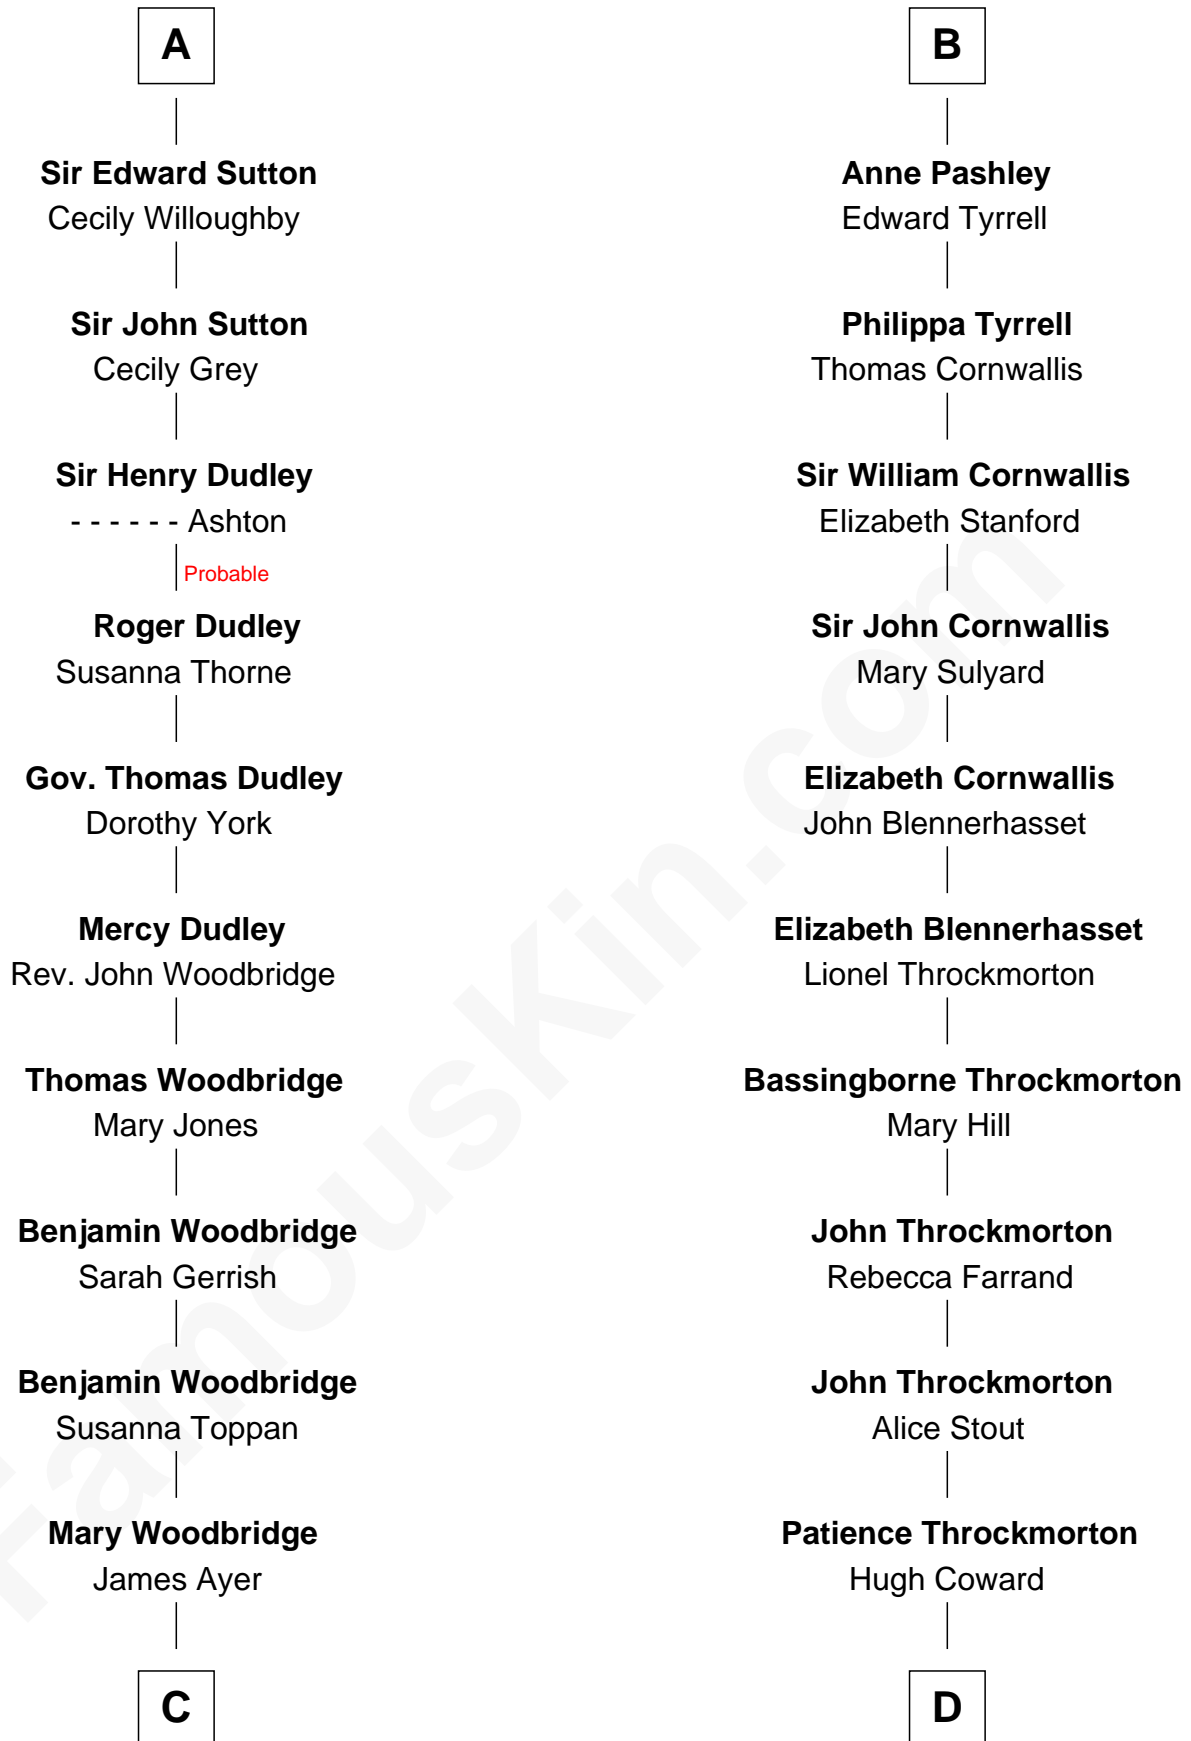 A
Sir Edward Sutton
Cecily Willoughby
Sir John Sutton
Cecily Grey
Sir Henry Dudley
- - - - - - Ashton
Probable
Roger Dudley
Susanna Thorne
Gov. Thomas Dudley
Dorothy York
Mercy Dudley
Rev. John Woodbridge
Thomas Woodbridge
Mary Jones
Benjamin Woodbridge
Sarah Gerrish
Benjamin Woodbridge
Susanna Toppan
Mary Woodbridge
James Ayer
C
B
Anne Pashley
Edward Tyrrell
Philippa Tyrrell
Thomas Cornwallis
Sir William Cornwallis
Elizabeth Stanford
Sir John Cornwallis
Mary Sulyard
Elizabeth Cornwallis
John Blennerhasset
Elizabeth Blennerhasset
Lionel Throckmorton
Bassingborne Throckmorton
Mary Hill
John Throckmorton
Rebecca Farrand
John Throckmorton
Alice Stout
Patience Throckmorton
Hugh Coward
D
FamousKin.com